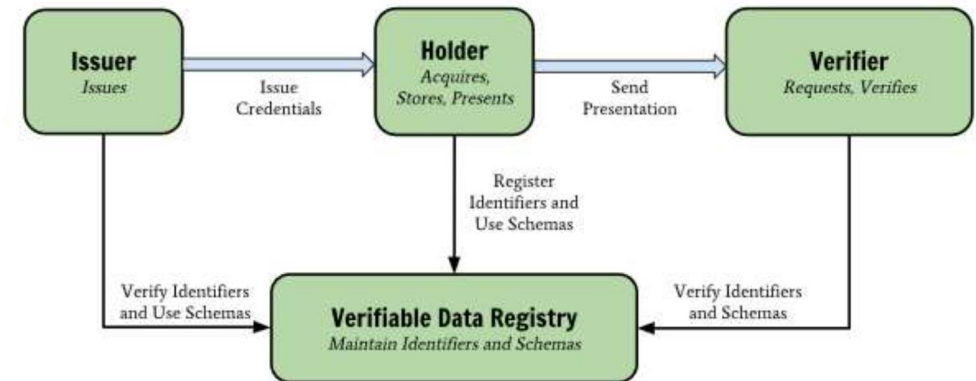 Issuer
Issues
Issue
Credentials
Holder
Acquires,
Stores, Presents
Send
Presentation
Verifier
Requests, Verifies
Register
Identifiers and
Use Schemas
Verify Identifiers
and Use Schemas
Verifiable Data Registry
Maintain Identifiers and Schemas
Verify Identifiers
and Schemas